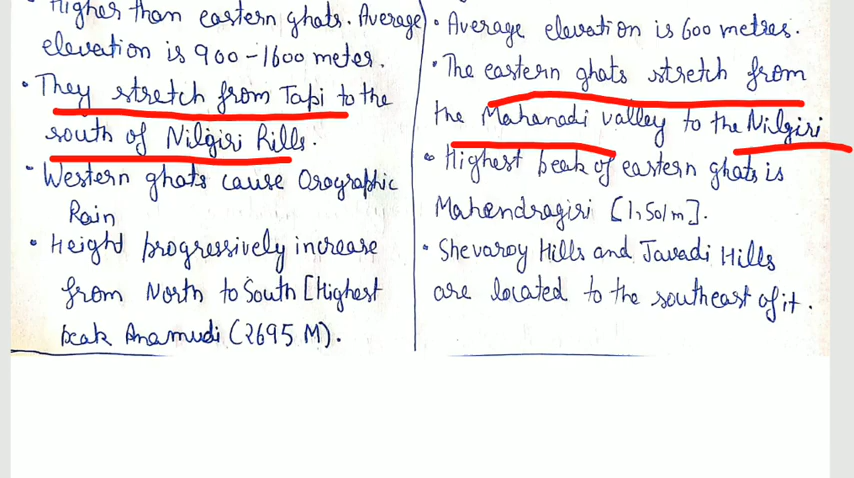 Higher than eastern ghats. Average
elevation is 900-1600 meter.
• They stretch from Tapi to the
south of Nilgiri Rills.
• Western ghats cause Orographic
Rain
• Height progressively increase
from North to South [Highest
peak Anamudi (2695 M).
• Average elevation is 600 metres.
• The eastern ghats stretch from
the Mahanadi valley to the Nilgiri
• Highest peak of eastern ghats is
Mahendragiri [1,501m].
• Shevaroy Hills and Javadi Hills
are located to the southeast of it.